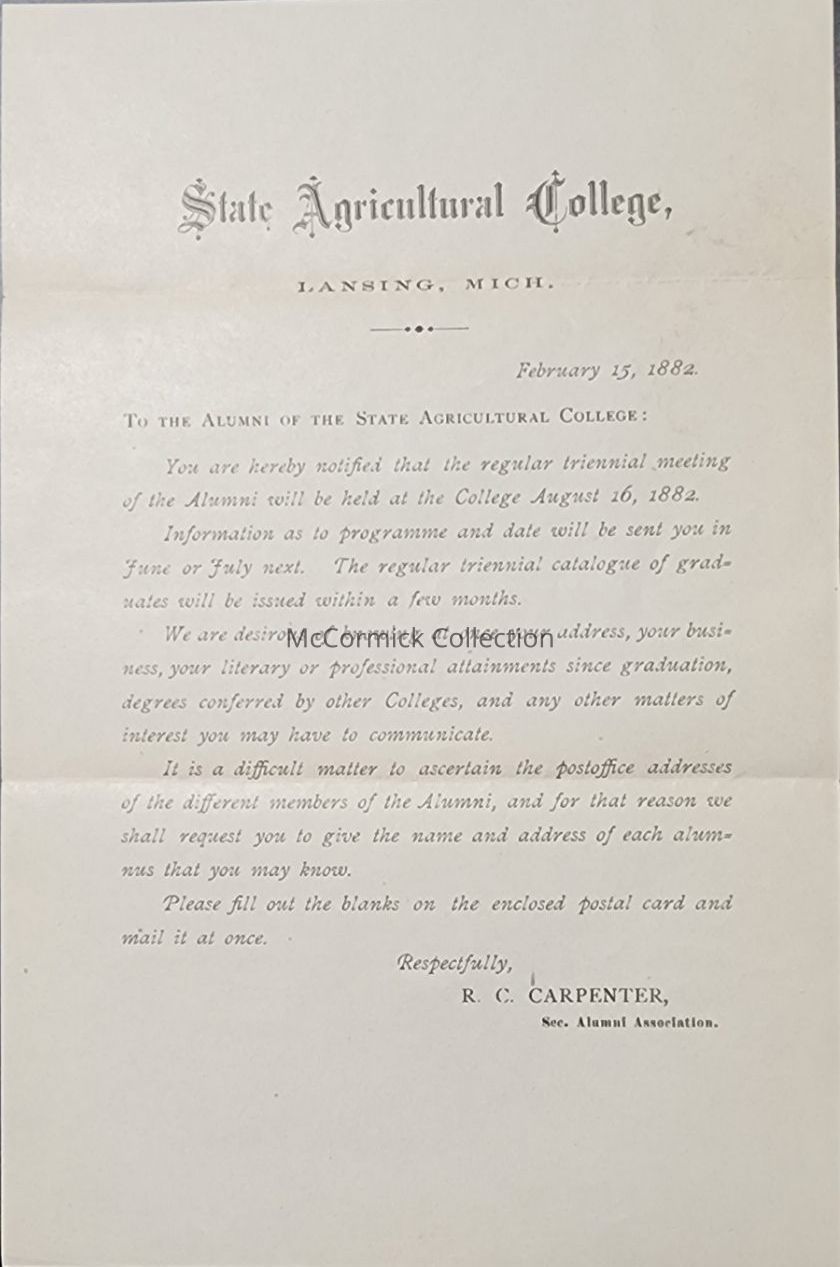 State Agricultural College,
LANSING, MICH.
February 15, 1882.
TO THE ALUMNI OF THE STATE AGRICULTURAL COLLEGE:
You are hereby notified that the regular triennial meeting
of the Alumni will be held at the College August 16, 1882.
Information as to programme and date will be sent you in
June or July next. The regular triennial catalogue of grad=
uates will be issued within a few months.
We are desirous of knowing at once your address, your busi=
McCormick Collection
ness, your literary or professional attainments since graduation,
degrees conferred by other Colleges, and any other matters of
interest you may have to communicate.
It is a difficult matter to ascertain the postoffice addresses
of the different members of the Alumni, and for that reason we
shall request you to give the name and address of each alum=
nus that you may know.
Please fill out the blanks on the enclosed postal card and
mail it at once.
Respectfully,
R. C. CARPENTER,
Sec. Alumni Association.